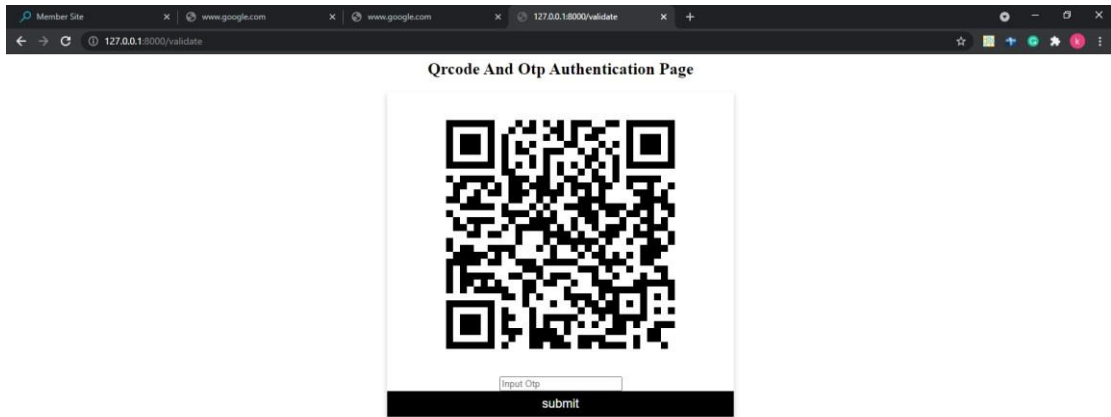 Member Site
www.google.com
www.google.com
127.0.0.1:8000/validate
127.0.0.1:8000/validate
k
Qrcode And Otp Authentication Page
Input Otp
submit